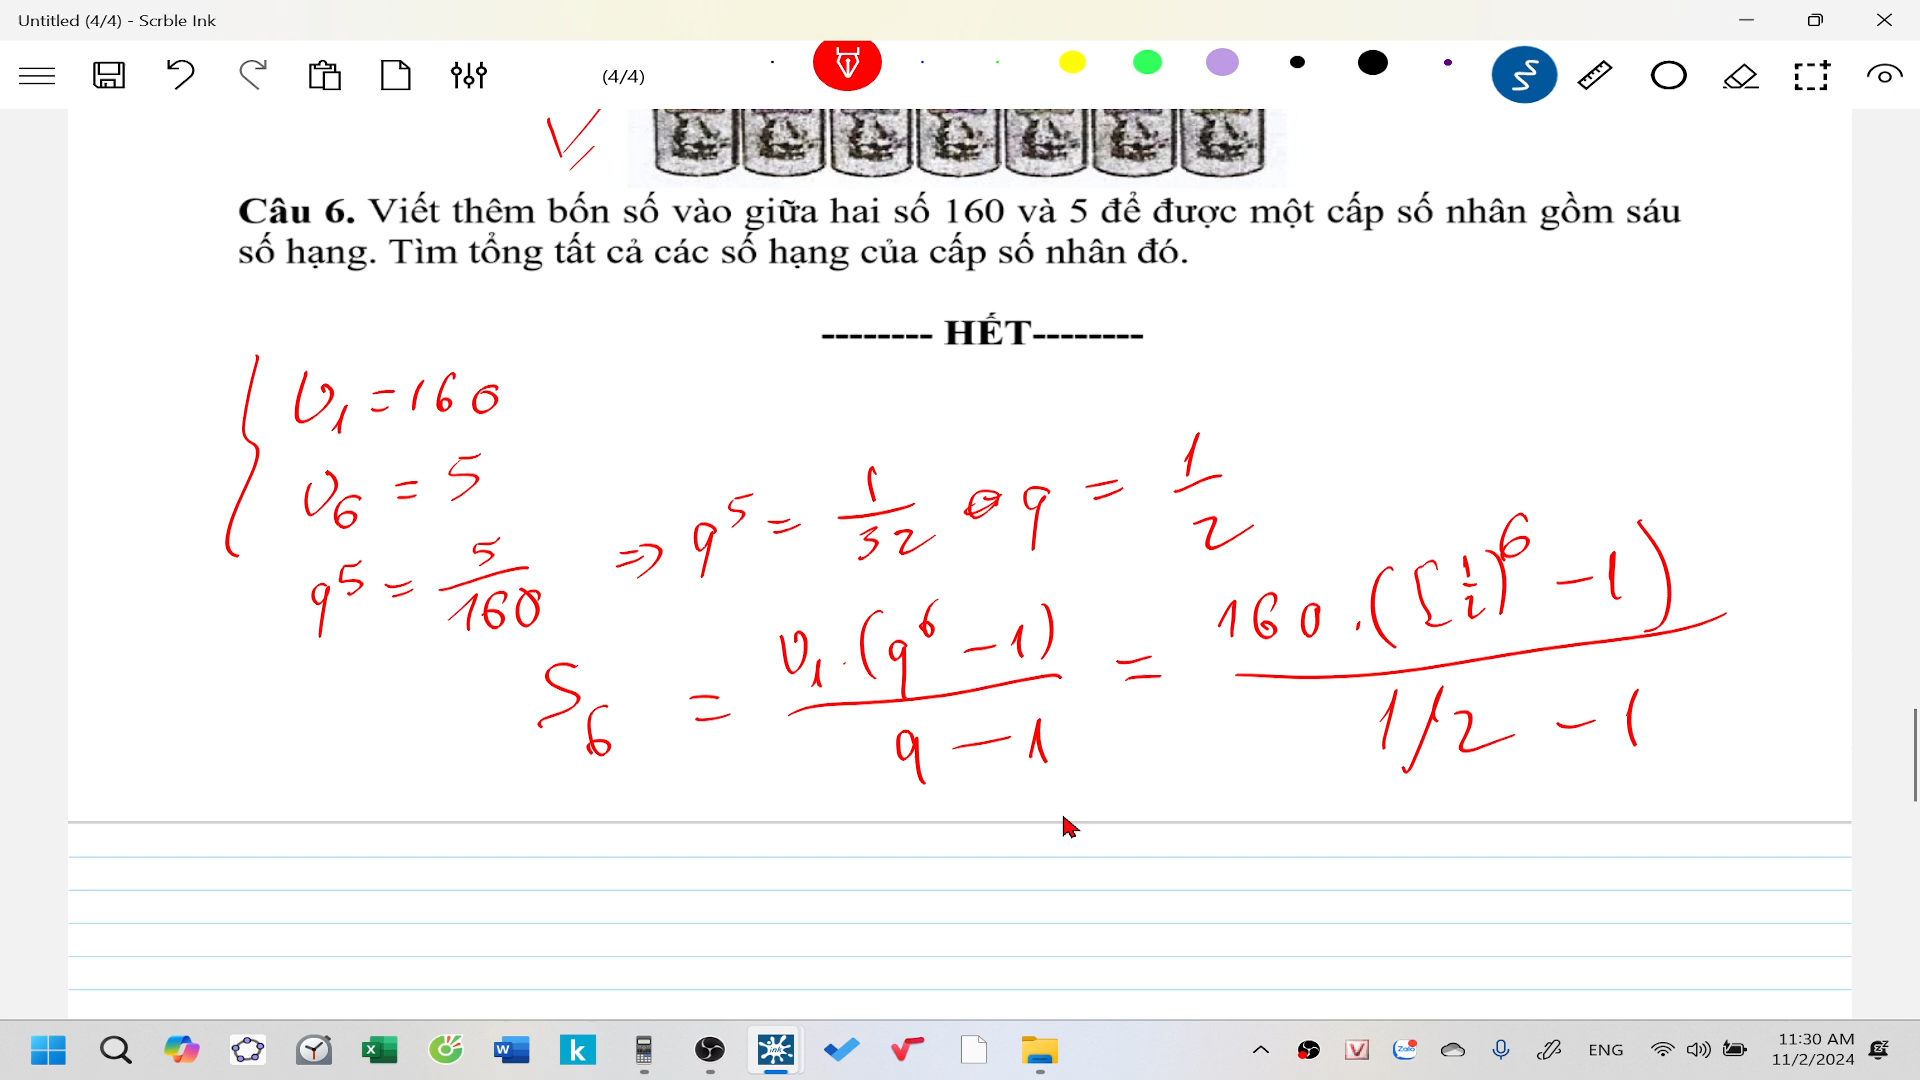 Untitled (4/4) - Scrble Ink
(4/4)
Câu 6. Viết thêm bốn số vào giữa hai số 160 và 5 để được một cấp số nhân gồm sáu
số hạng. Tìm tổng tất cả các số hạng của cấp số nhân đó.
-------- HẾT--------
U₁ = 160
U₆ = 5
q⁵ = 5/160 => q⁵ = 1/32 q = 1/2
S₆ = U₁.(q⁶ - 1)/(q - 1) = 160.([1/2)⁶ - 1)/(1/2 - 1)
ENG
11:30 AM
11/2/2024